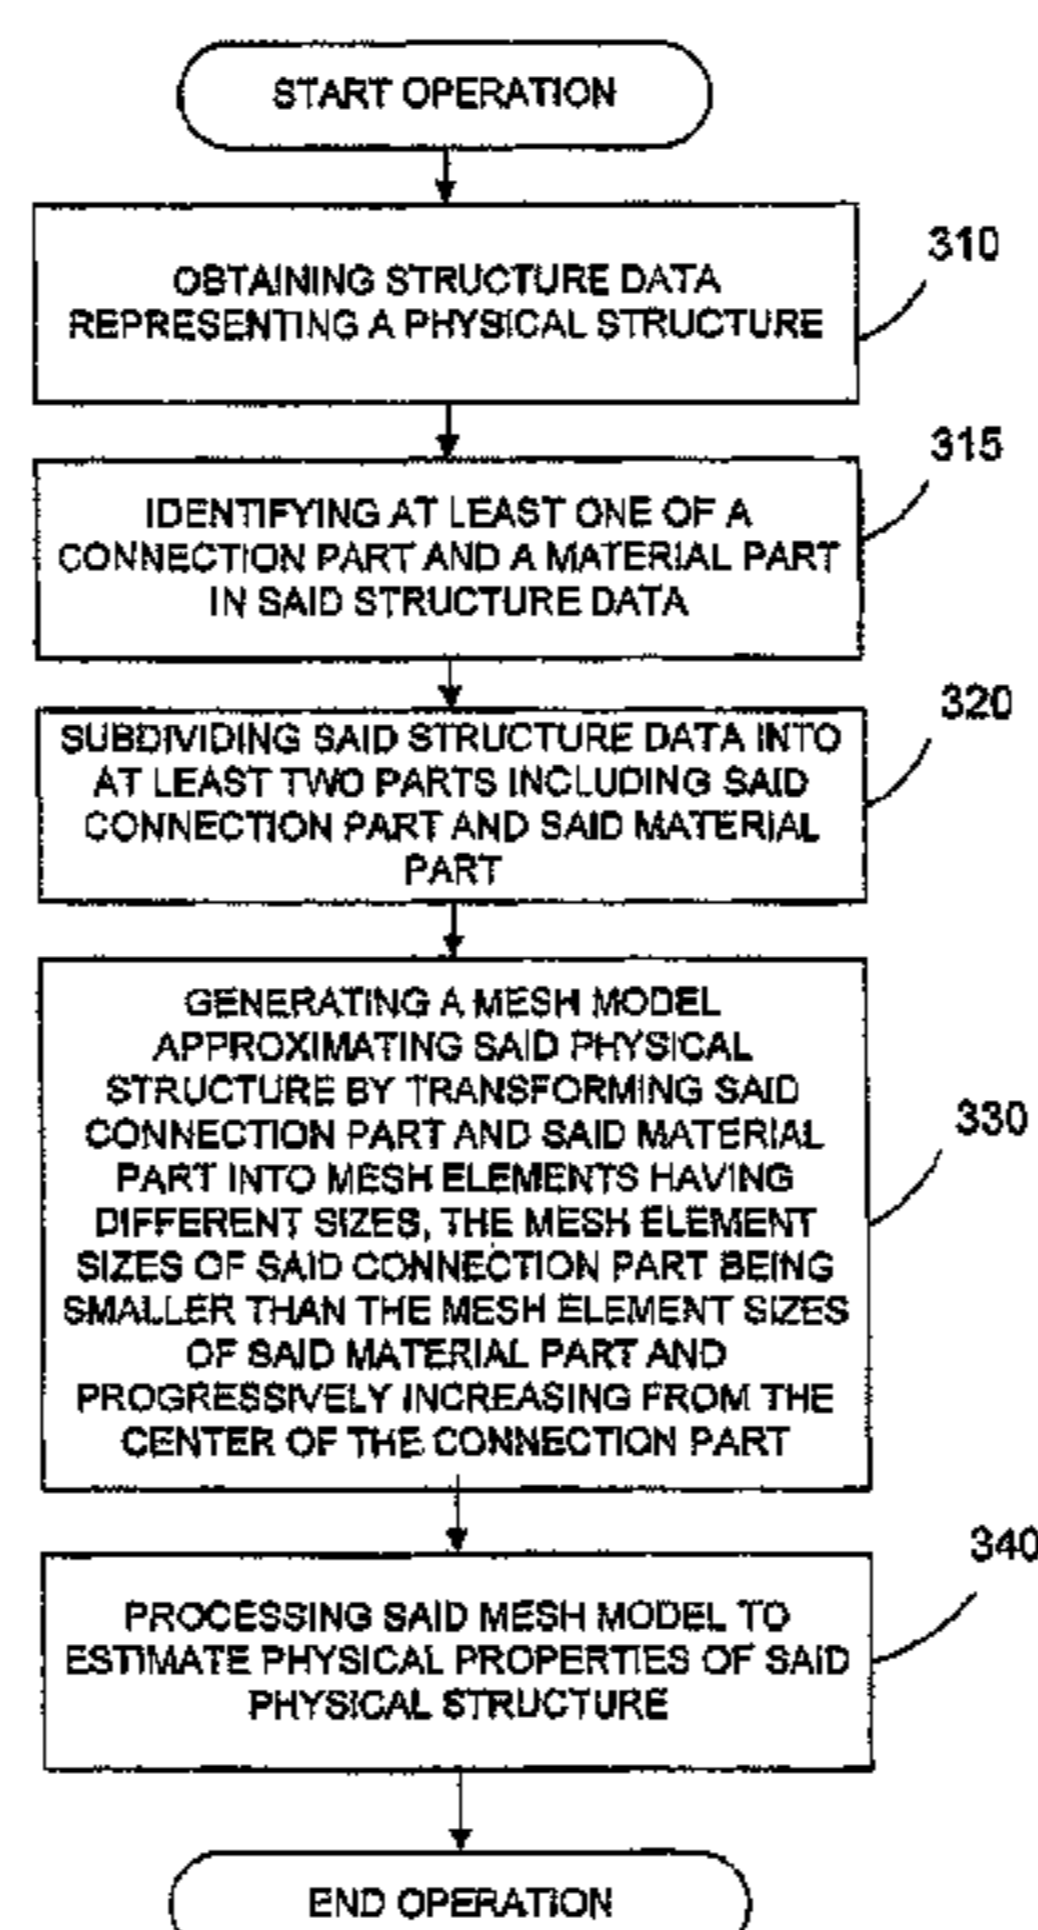 START OPERATION
310
OBTAINING STRUCTURE DATA
REPRESENTING A PHYSICAL STRUCTURE
315
IDENTIFYING AT LEAST ONE OF A
CONNECTION PART AND A MATERIAL PART
IN SAID STRUCTURE DATA
320
SUBDIVIDING SAID STRUCTURE DATA INTO
AT LEAST TWO PARTS INCLUDING SAID
CONNECTION PART AND SAID MATERIAL
PART
330
GENERATING A MESH MODEL
APPROXIMATING SAID PHYSICAL
STRUCTURE BY TRANSFORMING SAID
CONNECTION PART AND SAID MATERIAL
PART INTO MESH ELEMENTS HAVING
DIFFERENT SIZES, THE MESH ELEMENT
SIZES OF SAID CONNECTION PART BEING
SMALLER THAN THE MESH ELEMENT SIZES
OF SAID MATERIAL PART AND
PROGRESSIVELY INCREASING FROM THE
CENTER OF THE CONNECTION PART
340
PROCESSING SAID MESH MODEL TO
ESTIMATE PHYSICAL PROPERTIES OF SAID
PHYSICAL STRUCTURE
END OPERATION